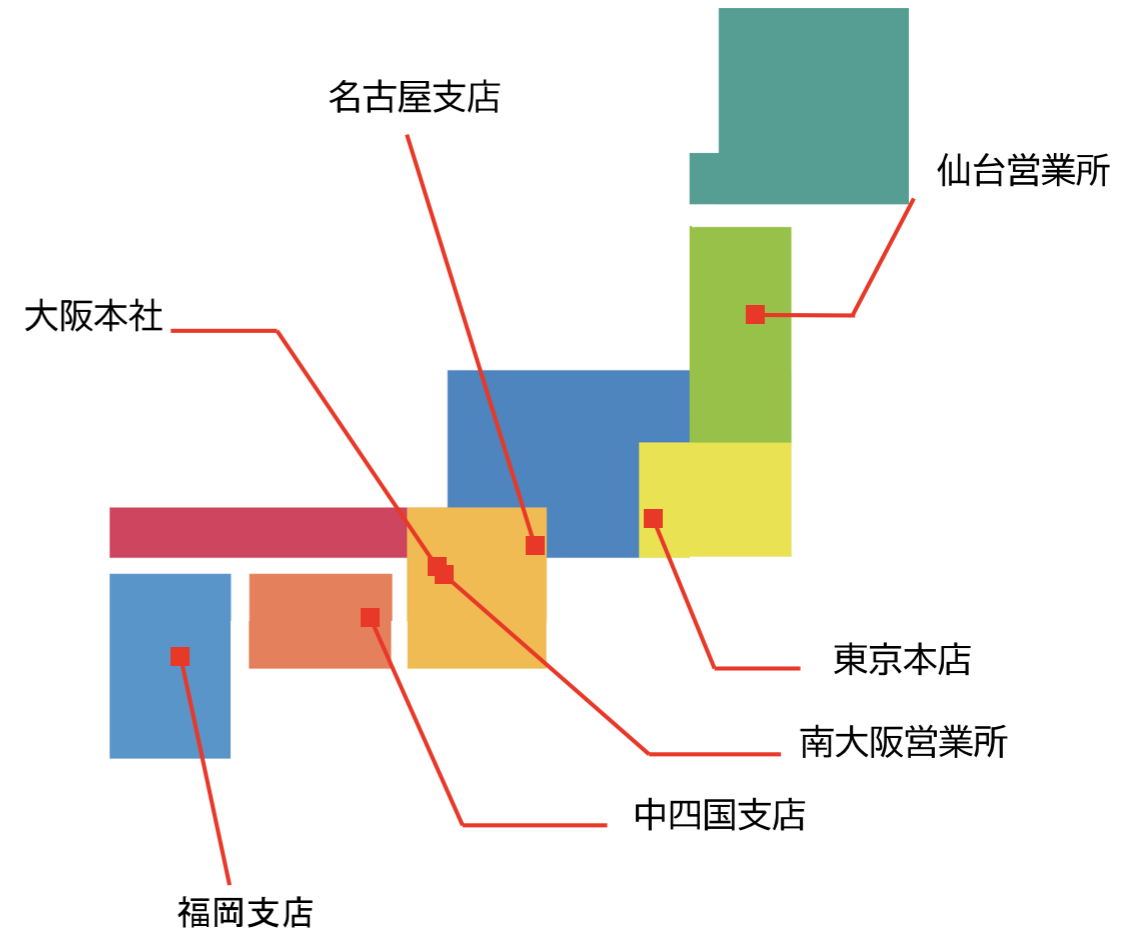 名古屋支店
仙台営業所
大阪本社
東京本店
南大阪営業所
中四国支店
福岡支店